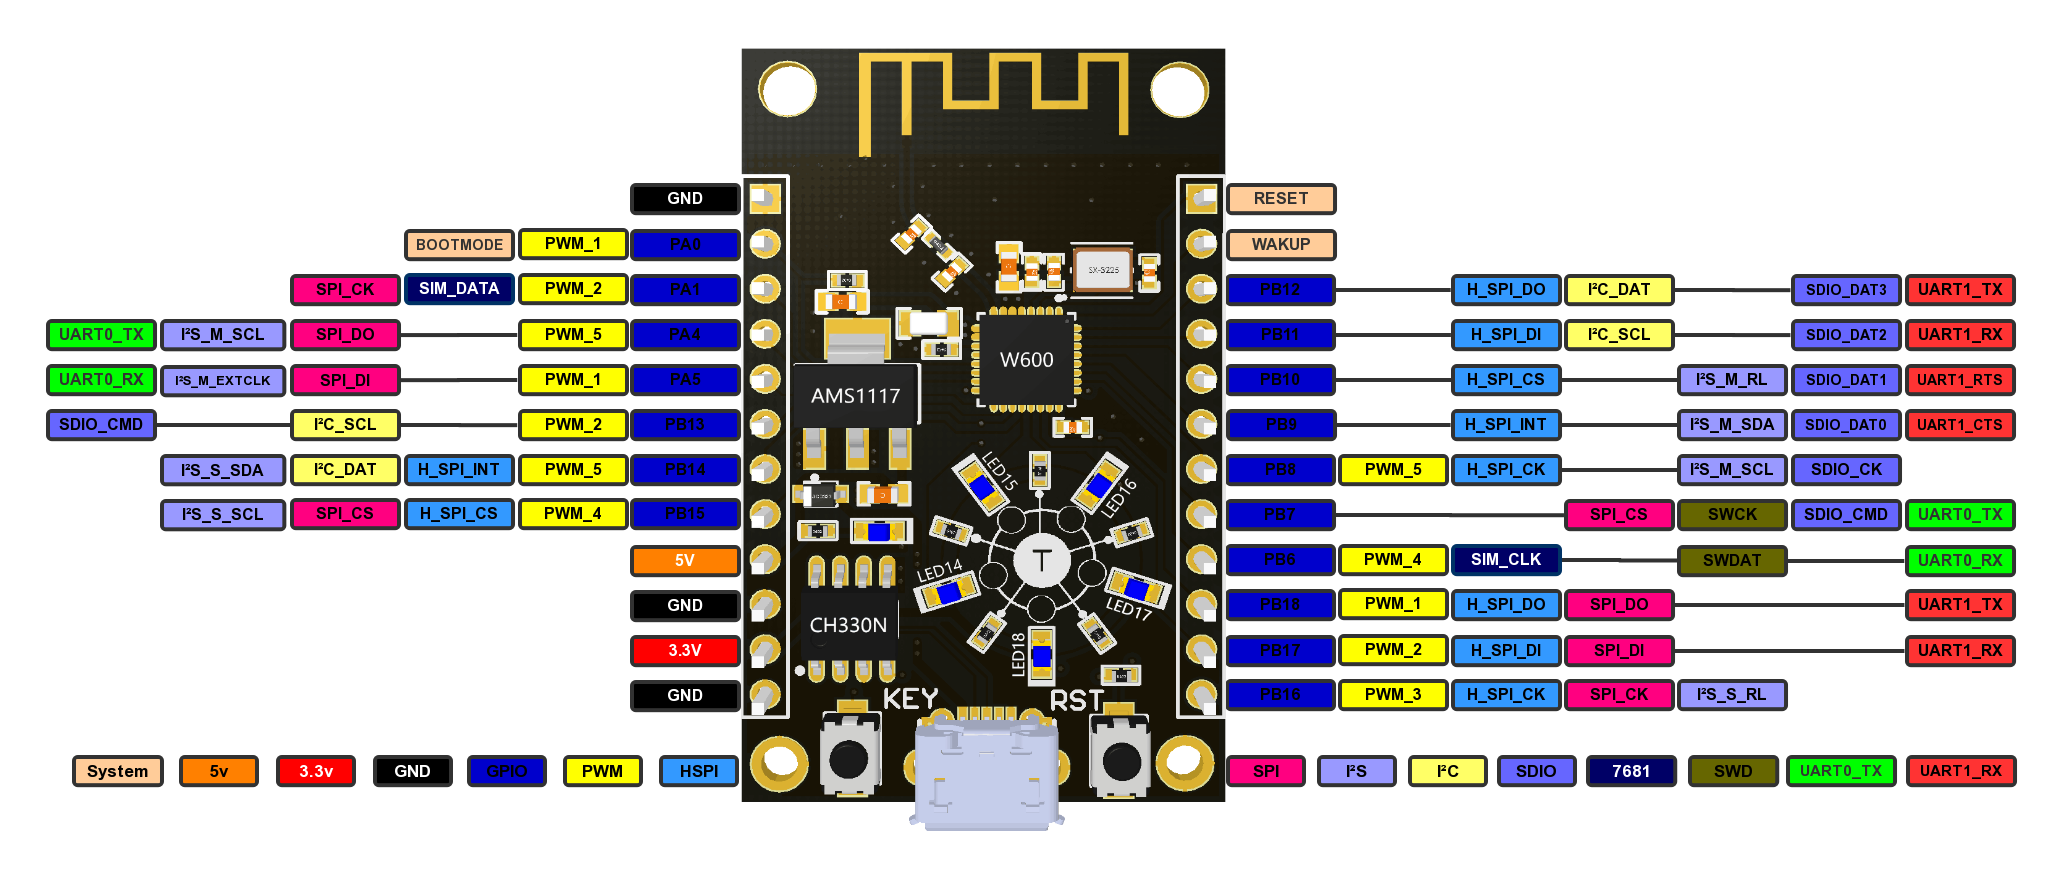 GND RESET
BOOTMODE PWM_1 PA0 WAKUP
SPI_CK SIM_DATA PWM_2 PA1 PB12 H_SPI_DO I²C_DAT SDIO_DAT3 UART1_TX
UART0_TX I²S_M_SCL SPI_DO PWM_5 PA4 PB11 H_SPI_DI I²C_SCL SDIO_DAT2 UART1_RX
UART0_RX I²S_M_EXTCLK SPI_DI PWM_1 PA5 PB10 H_SPI_CS I²S_M_RL SDIO_DAT1 UART1_RTS
SDIO_CMD I²C_SCL PWM_2 PB13 PB9 H_SPI_INT I²S_M_SDA SDIO_DAT0 UART1_CTS
I²S_S_SDA I²C_DAT H_SPI_INT PWM_5 PB14 PB8 PWM_5 H_SPI_CK I²S_M_SCL SDIO_CK
I²S_S_SCL SPI_CS H_SPI_CS PWM_4 PB15 PB7 SPI_CS SWCK SDIO_CMD UART0_TX
5V PB6 PWM_4 SIM_CLK SWDAT UART0_RX
GND PB18 PWM_1 H_SPI_DO SPI_DO UART1_TX
3.3V PB17 PWM_2 H_SPI_DI SPI_DI UART1_RX
GND PB16 PWM_3 H_SPI_CK SPI_CK I²S_S_RL
SX-3225
W600
AMS1117
LED15
LED16
T
LED14
LED17
CH330N
LED18
KEY RST
System 5v 3.3v GND GPIO PWM HSPI SPI I²S I²C SDIO 7681 SWD UART0_TX UART1_RX